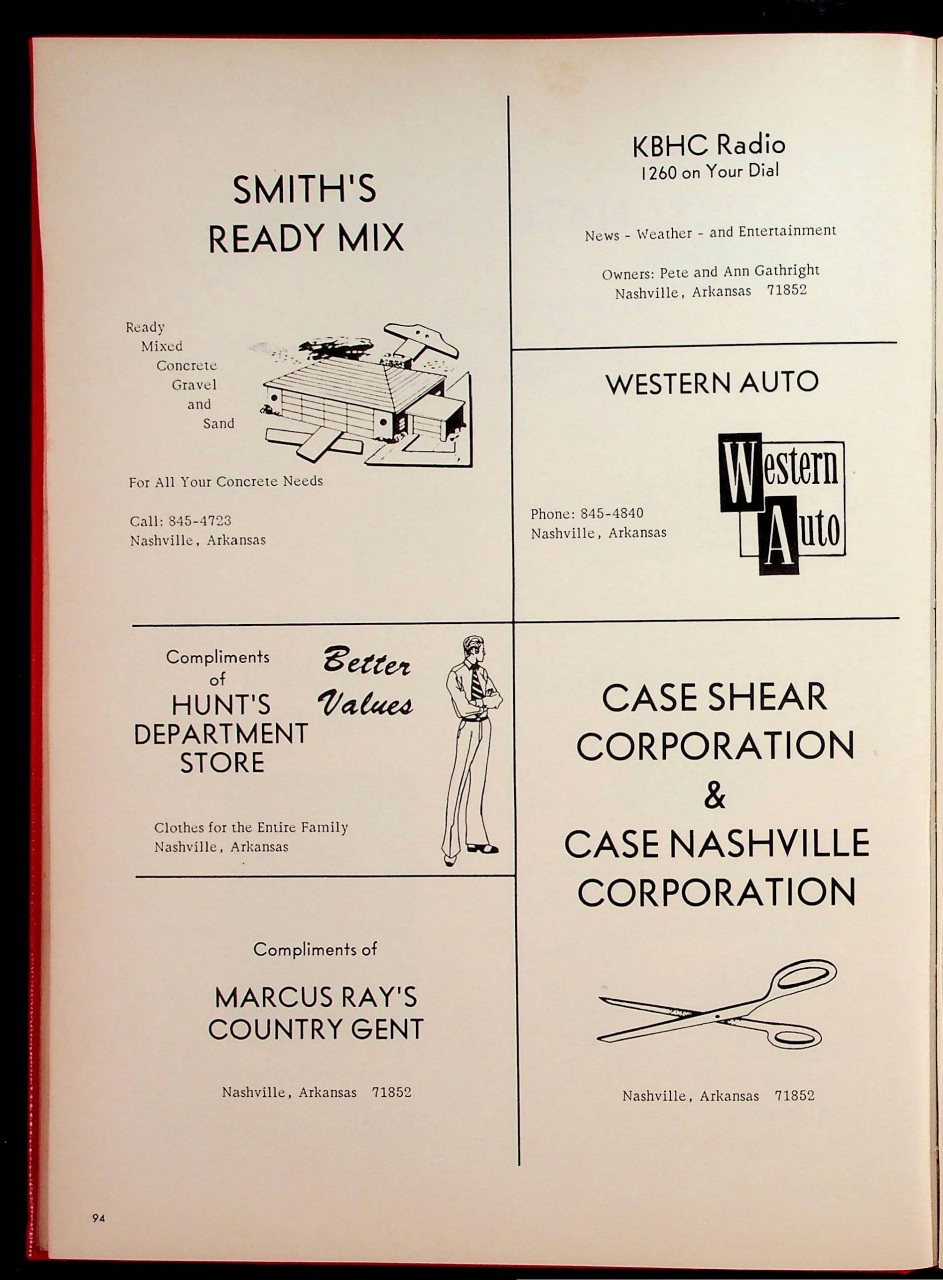 SMITH'S
READY MIX
Ready
Mixed
Concrete
Gravel
and
Sand
For All Your Concrete Needs
Call: 845-4723
Nashville, Arkansas
KBHC Radio
1260 on Your Dial
News - Weather - and Entertainment
Owners: Pete and Ann Gathright
Nashville, Arkansas 71852
WESTERN AUTO
Western
Auto
Phone: 845-4840
Nashville, Arkansas
Compliments
of
HUNT'S
DEPARTMENT
STORE
Better
Values
Clothes for the Entire Family
Nashville, Arkansas
CASE SHEAR
CORPORATION
&
CASE NASHVILLE
CORPORATION
Nashville, Arkansas 71852
Compliments of
MARCUS RAY'S
COUNTRY GENT
Nashville, Arkansas 71852
94